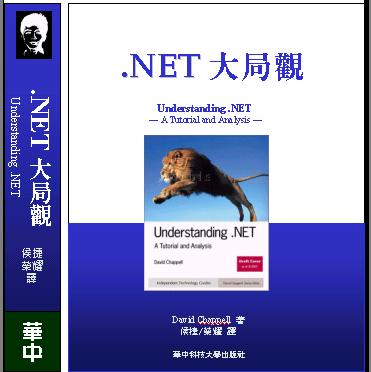 .NET 大局觀
Understanding .NET
侯捷
榮耀
譯
華中
.NET 大局觀
Understanding .NET
— A Tutorial and Analysis —
Understanding .NET
A Tutorial and Analysis
David Chappell
Independent Technology Guides
David Chappell 著
侯捷/榮耀 譯
華中科技大學出版社